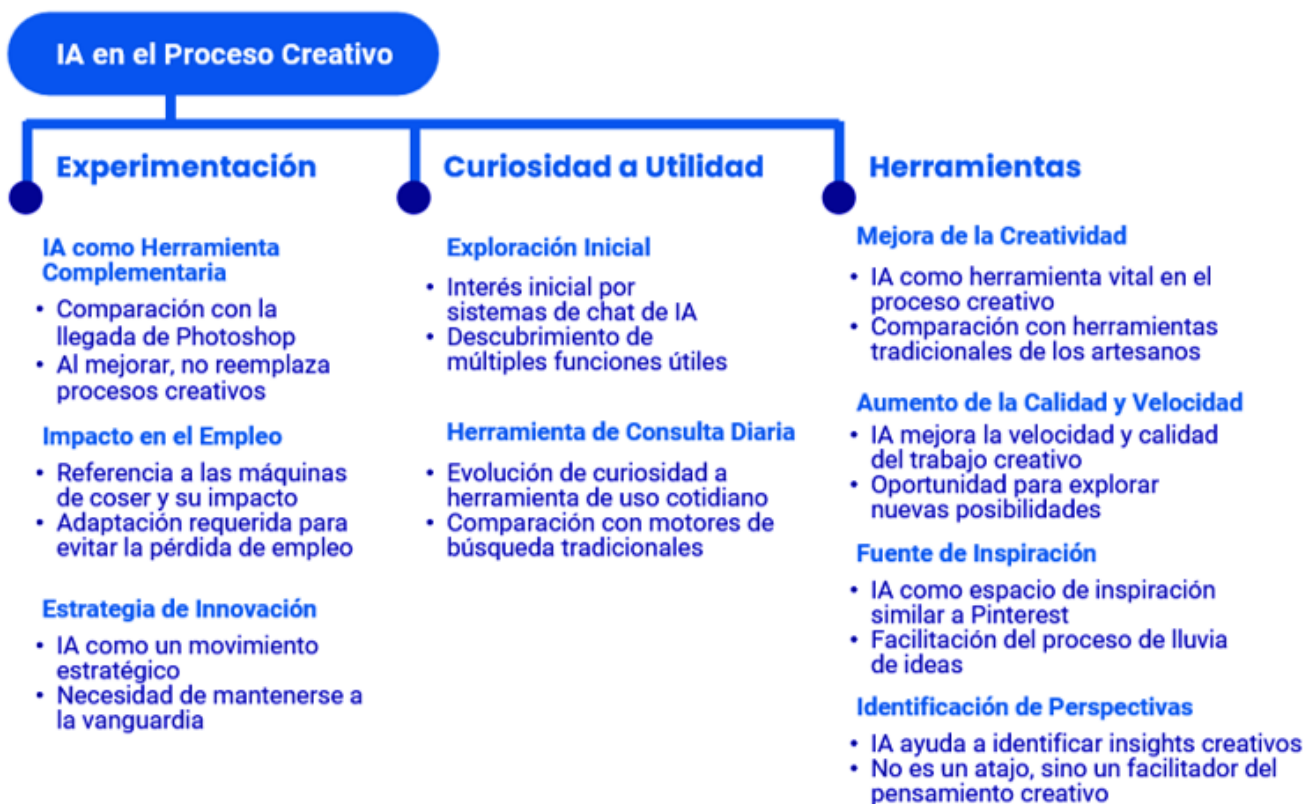 IA en el Proceso Creativo
Experimentación
IA como Herramienta
Complementaria
• Comparación con la
llegada de Photoshop
• Al mejorar, no reemplaza
procesos creativos
Impacto en el Empleo
• Referencia a las máquinas
de coser y su impacto
• Adaptación requerida para
evitar la pérdida de empleo
Estrategia de Innovación
• IA como un movimiento
estratégico
• Necesidad de mantenerse a
la vanguardia
Curiosidad a Utilidad
Exploración Inicial
• Interés inicial por
sistemas de chat de IA
• Descubrimiento de
múltiples funciones útiles
Herramienta de Consulta Diaria
• Evolución de curiosidad a
herramienta de uso cotidiano
• Comparación con motores de
búsqueda tradicionales
Herramientas
Mejora de la Creatividad
• IA como herramienta vital en el
proceso creativo
• Comparación con herramientas
tradicionales de los artesanos
Aumento de la Calidad y Velocidad
• IA mejora la velocidad y calidad
del trabajo creativo
• Oportunidad para explorar
nuevas posibilidades
Fuente de Inspiración
• IA como espacio de inspiración
similar a Pinterest
• Facilitación del proceso de lluvia
de ideas
Identificación de Perspectivas
• IA ayuda a identificar insights creativos
• No es un atajo, sino un facilitador del
pensamiento creativo